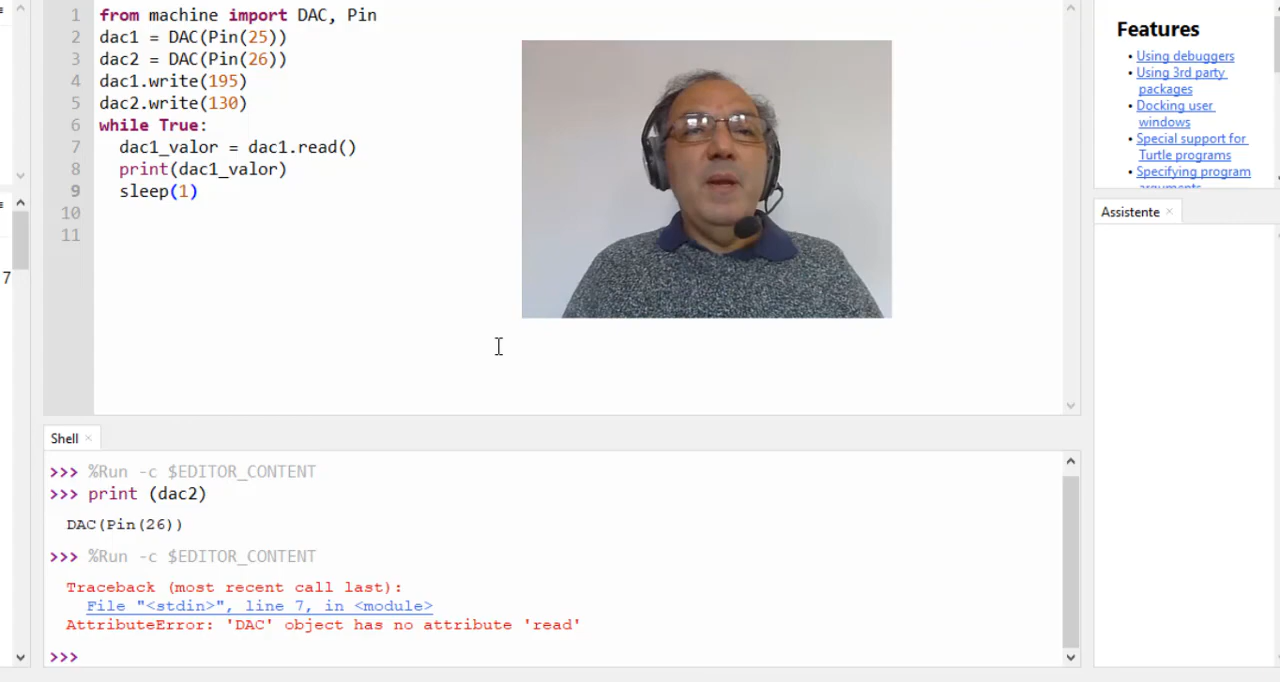 1 from machine import DAC, Pin
2 dac1 = DAC(Pin(25))
3 dac2 = DAC(Pin(26))
4 dac1.write(195)
5 dac2.write(130)
6 while True:
7 dac1_valor = dac1.read()
8 print(dac1_valor)
9 sleep(1)
10
11
7
Shell ×
>>> %Run -c $EDITOR_CONTENT
>>> print (dac2)
DAC(Pin(26))
>>> %Run -c $EDITOR_CONTENT
Traceback (most recent call last):
File "<stdin>", line 7, in <module>
AttributeError: 'DAC' object has no attribute 'read'
>>>
Features
• Using debuggers
• Using 3rd party
packages
• Docking user
windows
• Special support for
Turtle programs
• Specifying program
arguments
Assistente ×